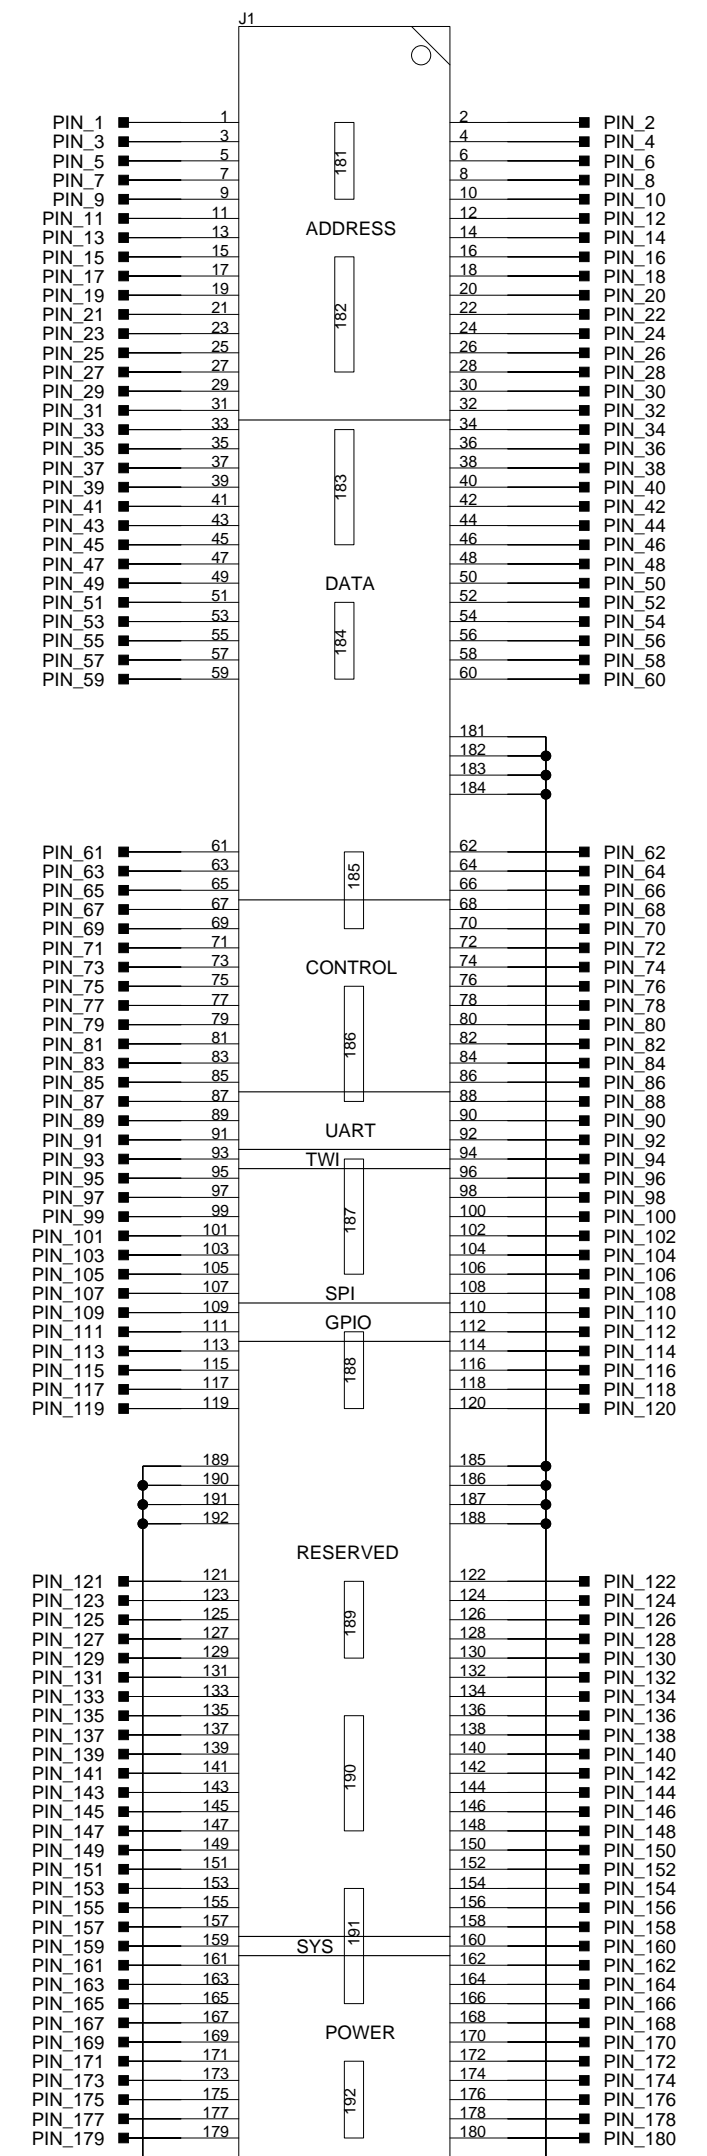 J1
PIN_1 1 2 PIN_2
PIN_3 3 4 PIN_4
181
PIN_5 5 6 PIN_6
PIN_7 7 8 PIN_8
PIN_9 9 10 PIN_10
PIN_11 11 12 PIN_12
ADDRESS
PIN_13 13 14 PIN_14
PIN_15 15 16 PIN_16
PIN_17 17 18 PIN_18
PIN_19 19 20 PIN_20
PIN_21 21 22 PIN_22
182
PIN_23 23 24 PIN_24
PIN_25 25 26 PIN_26
PIN_27 27 28 PIN_28
PIN_29 29 30 PIN_30
PIN_31 31 32 PIN_32
PIN_33 33 34 PIN_34
PIN_35 35 36 PIN_36
PIN_37 37 38 PIN_38
183
PIN_39 39 40 PIN_40
PIN_41 41 42 PIN_42
PIN_43 43 44 PIN_44
PIN_45 45 46 PIN_46
PIN_47 47 48 PIN_48
PIN_49 49 DATA 50 PIN_50
PIN_51 51 52 PIN_52
PIN_53 53 54 PIN_54
PIN_55 55 184 56 PIN_56
PIN_57 57 58 PIN_58
PIN_59 59 60 PIN_60
181
182
183
184
PIN_61 61 62 PIN_62
PIN_63 63 185 64 PIN_64
PIN_65 65 66 PIN_66
PIN_67 67 68 PIN_68
PIN_69 69 70 PIN_70
PIN_71 71 72 PIN_72
PIN_73 73 CONTROL 74 PIN_74
PIN_75 75 76 PIN_76
PIN_77 77 78 PIN_78
PIN_79 79 80 PIN_80
PIN_81 81 186 82 PIN_82
PIN_83 83 84 PIN_84
PIN_85 85 86 PIN_86
PIN_87 87 88 PIN_88
PIN_89 89 90 PIN_90
UART
PIN_91 91 92 PIN_92
PIN_93 93 TWI 94 PIN_94
PIN_95 95 96 PIN_96
PIN_97 97 98 PIN_98
PIN_99 99 187 100 PIN_100
PIN_101 101 102 PIN_102
PIN_103 103 104 PIN_104
PIN_105 105 106 PIN_106
PIN_107 107 SPI 108 PIN_108
PIN_109 109 110 PIN_110
GPIO
PIN_111 111 112 PIN_112
PIN_113 113 114 PIN_114
PIN_115 115 188 116 PIN_116
PIN_117 117 118 PIN_118
PIN_119 119 120 PIN_120
189 185
190 186
191 187
192 188
RESERVED
PIN_121 121 122 PIN_122
PIN_123 123 124 PIN_124
PIN_125 125 189 126 PIN_126
PIN_127 127 128 PIN_128
PIN_129 129 130 PIN_130
PIN_131 131 132 PIN_132
PIN_133 133 134 PIN_134
PIN_135 135 136 PIN_136
PIN_137 137 138 PIN_138
PIN_139 139 140 PIN_140
PIN_141 141 190 142 PIN_142
PIN_143 143 144 PIN_144
PIN_145 145 146 PIN_146
PIN_147 147 148 PIN_148
PIN_149 149 150 PIN_150
PIN_151 151 152 PIN_152
PIN_153 153 154 PIN_154
PIN_155 155 156 PIN_156
PIN_157 157 191 158 PIN_158
PIN_159 159 SYS 160 PIN_160
PIN_161 161 162 PIN_162
PIN_163 163 164 PIN_164
PIN_165 165 166 PIN_166
PIN_167 167 168 PIN_168
POWER
PIN_169 169 170 PIN_170
PIN_171 171 172 PIN_172
PIN_173 173 174 PIN_174
PIN_175 175 192 176 PIN_176
PIN_177 177 178 PIN_178
PIN_179 179 180 PIN_180